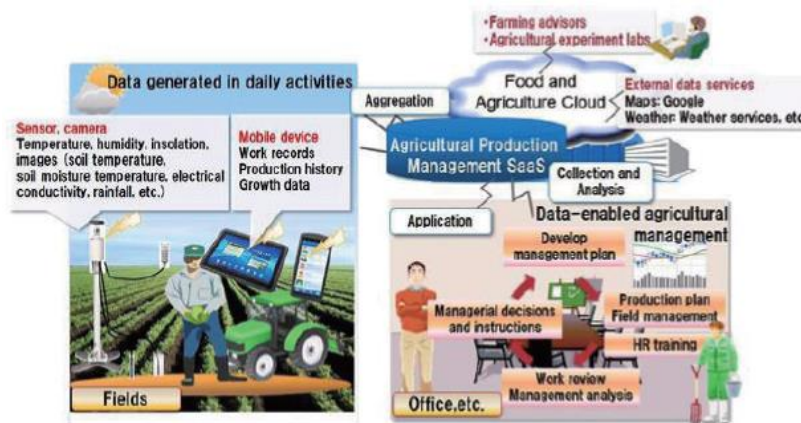 •Farming advisors
•Agricultural experiment labs
Data generated in daily activities
Food and
Agriculture Cloud
External data services
Maps: Google
Weather: Weather services, etc
Aggregation
Sensor, camera
Temperature, humidity, insolation,
images (soil temperature,
soil moisture temperature, electrical
conductivity, rainfall, etc.)
Mobile device
Work records
Production history
Growth data
Agricultural Production
Management SaaS
Collection and
Analysis
Application
Data-enabled agricultural
management
Develop
management plan
Managerial decisions
and instructions
Production plan
Field management
HR training
Work review
Management analysis
Fields
Office,etc.